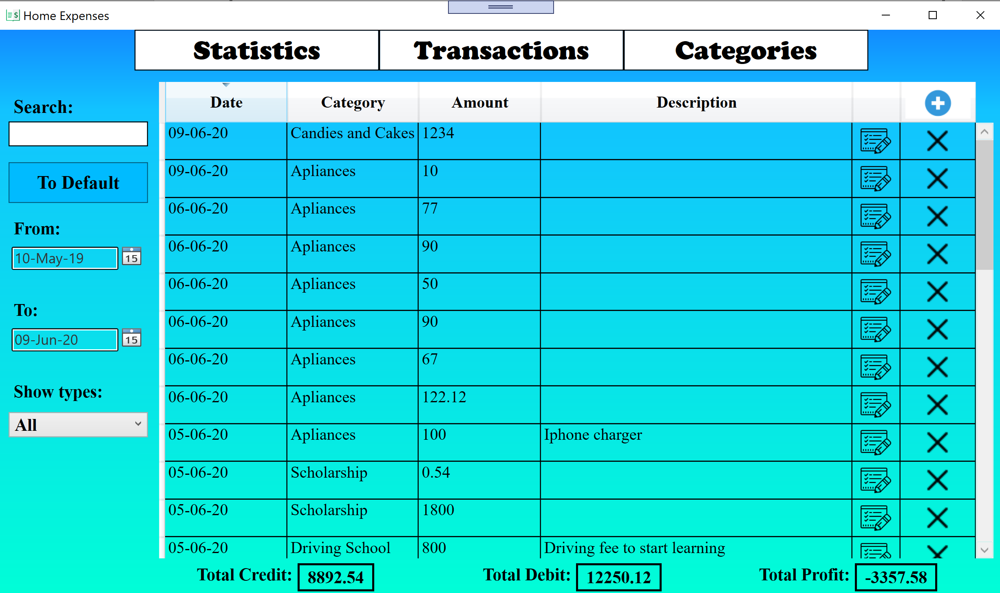 Home Expenses
Statistics Transactions Categories
Search:
To Default
From:
10-May-19 15
To:
09-Jun-20 15
Show types:
All
Date Category Amount Description
09-06-20 Candies and Cakes 1234
09-06-20 Apliances 10
06-06-20 Apliances 77
06-06-20 Apliances 90
06-06-20 Apliances 50
06-06-20 Apliances 90
06-06-20 Apliances 67
06-06-20 Apliances 122.12
05-06-20 Apliances 100 Iphone charger
05-06-20 Scholarship 0.54
05-06-20 Scholarship 1800
05-06-20 Driving School 800 Driving fee to start learning
Total Credit: 8892.54 Total Debit: 12250.12 Total Profit: -3357.58